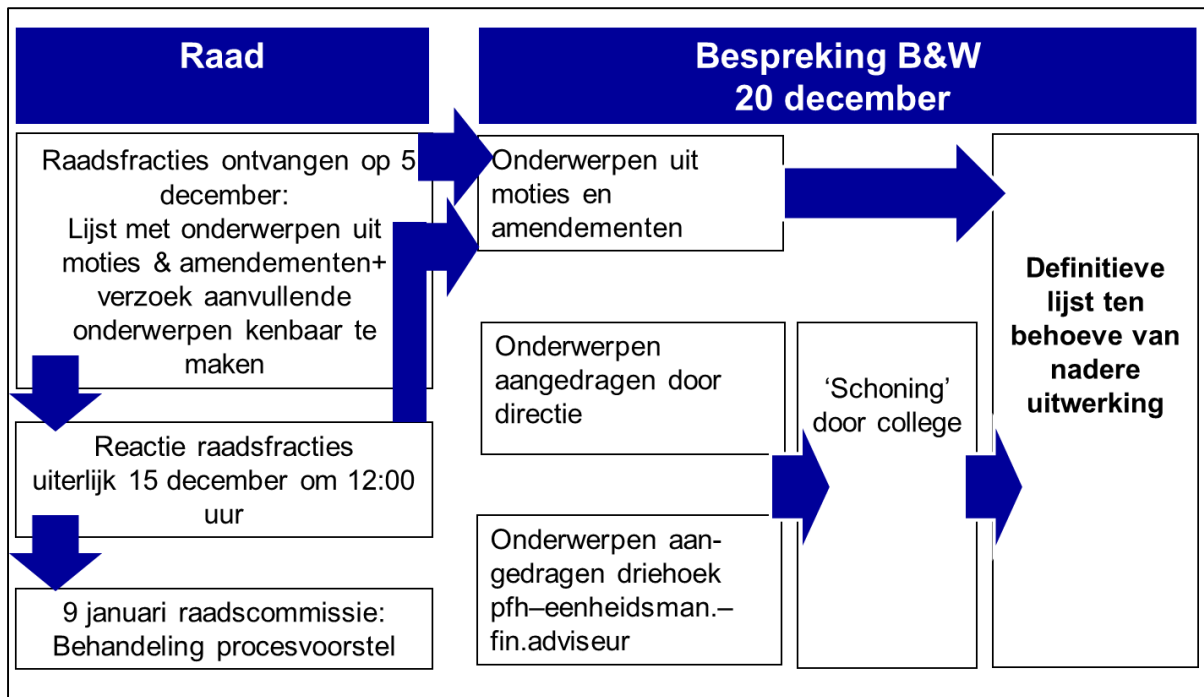 Raad
Raadsfracties ontvangen op 5
december:
Lijst met onderwerpen uit
moties & amendementen+
verzoek aanvullende
onderwerpen kenbaar te
maken
Reactie raadsfracties
uiterlijk 15 december om 12:00
uur
9 januari raadscommissie:
Behandeling procesvoorstel
Bespreking B&W
20 december
Onderwerpen uit
moties en
amendementen
Onderwerpen
aangedragen door
directie
Onderwerpen aan-
gedragen driehoek
pfh–eenheidsman.–
fin.adviseur
‘Schoning’
door college
Definitieve
lijst ten
behoeve van
nadere
uitwerking